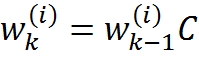 $w_k^{(i)} = w_{k-1}^{(i)} C$